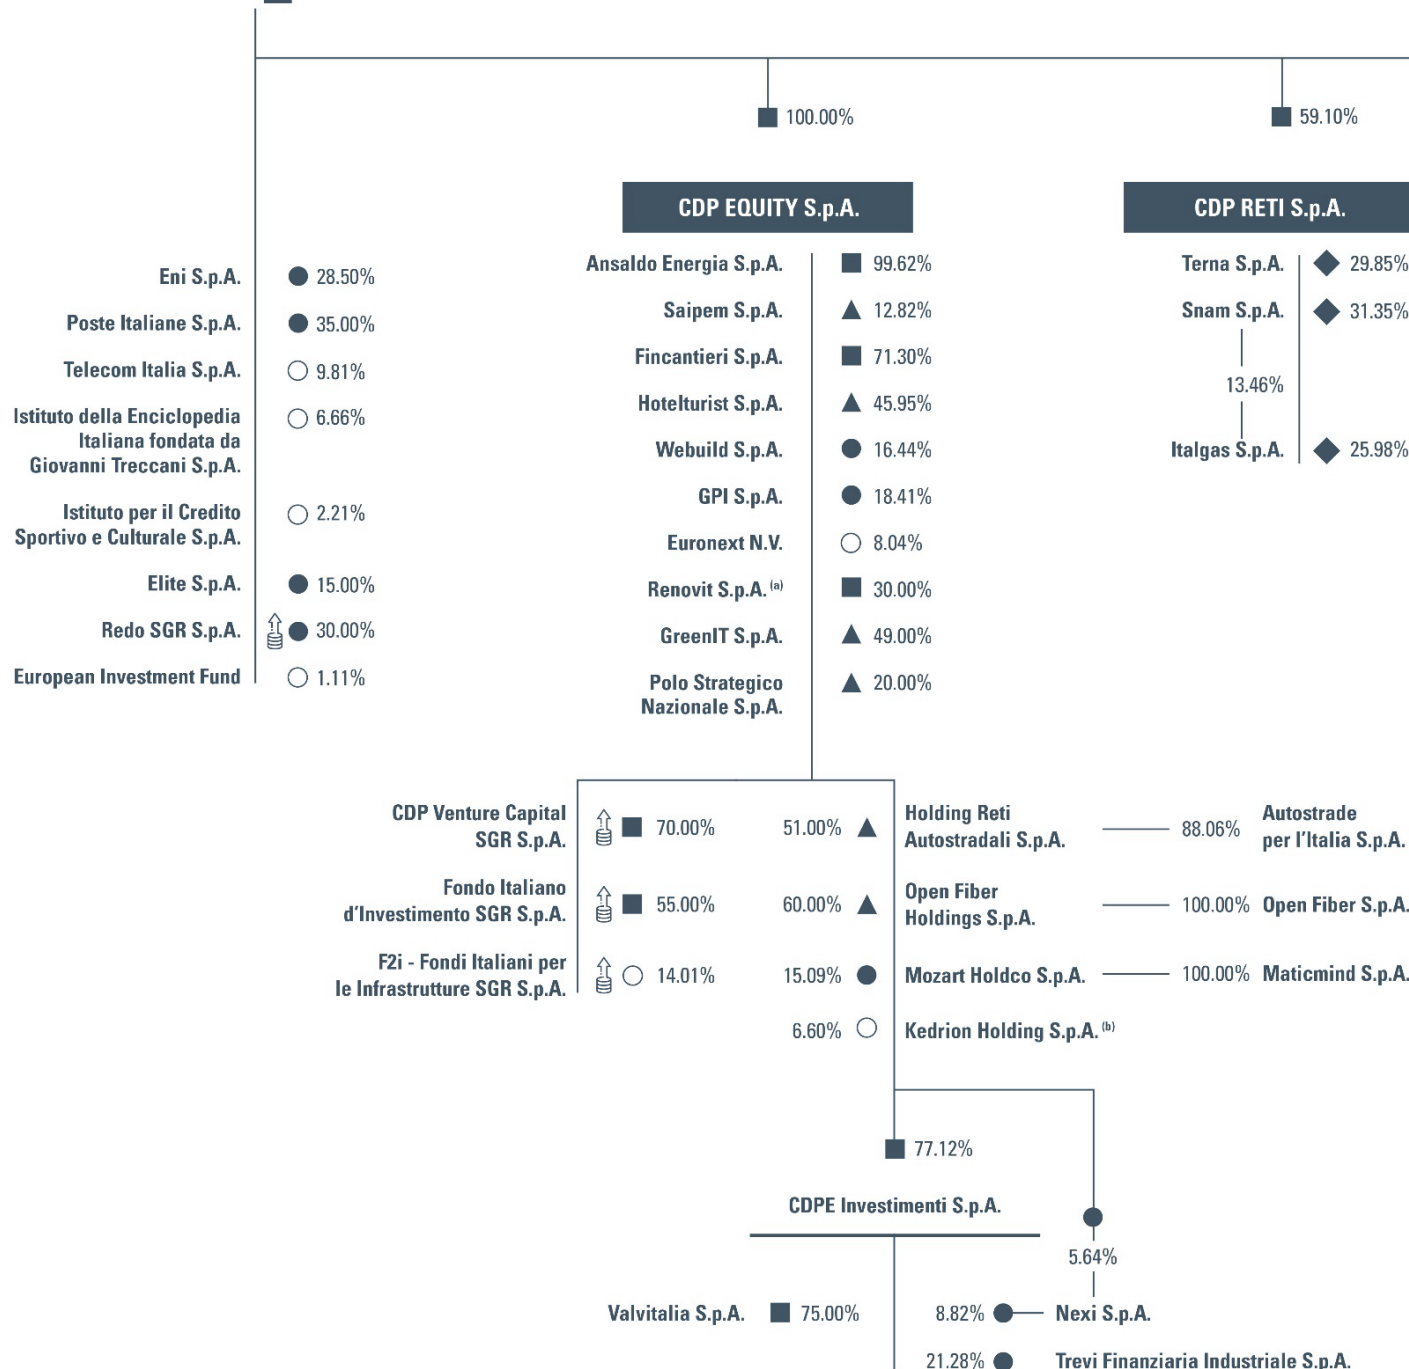 100.00%
59.10%
CDP EQUITY S.p.A.
CDP RETI S.p.A.
Eni S.p.A. 28.50%
Poste Italiane S.p.A. 35.00%
Telecom Italia S.p.A. 9.81%
Istituto della Enciclopedia 6.66%
Italiana fondata da
Giovanni Treccani S.p.A.
Istituto per il Credito 2.21%
Sportivo e Culturale S.p.A.
Elite S.p.A. 15.00%
Redo SGR S.p.A. 30.00%
European Investment Fund 1.11%
Ansaldo Energia S.p.A. 99.62%
Saipem S.p.A. 12.82%
Fincantieri S.p.A. 71.30%
Hotelturist S.p.A. 45.95%
Webuild S.p.A. 16.44%
GPI S.p.A. 18.41%
Euronext N.V. 8.04%
Renovit S.p.A. (a) 30.00%
GreenIT S.p.A. 49.00%
Polo Strategico 20.00%
Nazionale S.p.A.
Terna S.p.A. 29.85%
Snam S.p.A. 31.35%
13.46%
Italgas S.p.A. 25.98%
CDP Venture Capital 70.00%
SGR S.p.A.
Fondo Italiano 55.00%
d'Investimento SGR S.p.A.
F2i - Fondi Italiani per 14.01%
le Infrastrutture SGR S.p.A.
51.00% Holding Reti
Autostradali S.p.A.
88.06% Autostrade
per l'Italia S.p.A.
60.00% Open Fiber
Holdings S.p.A.
100.00% Open Fiber S.p.A.
15.09% Mozart Holdco S.p.A. 100.00% Maticmind S.p.A.
6.60% Kedrion Holding S.p.A. (b)
77.12%
CDPE Investimenti S.p.A.
5.64%
Valvitalia S.p.A. 75.00%
8.82% Nexi S.p.A.
21.28% Trevi Finanziaria Industriale S.p.A.